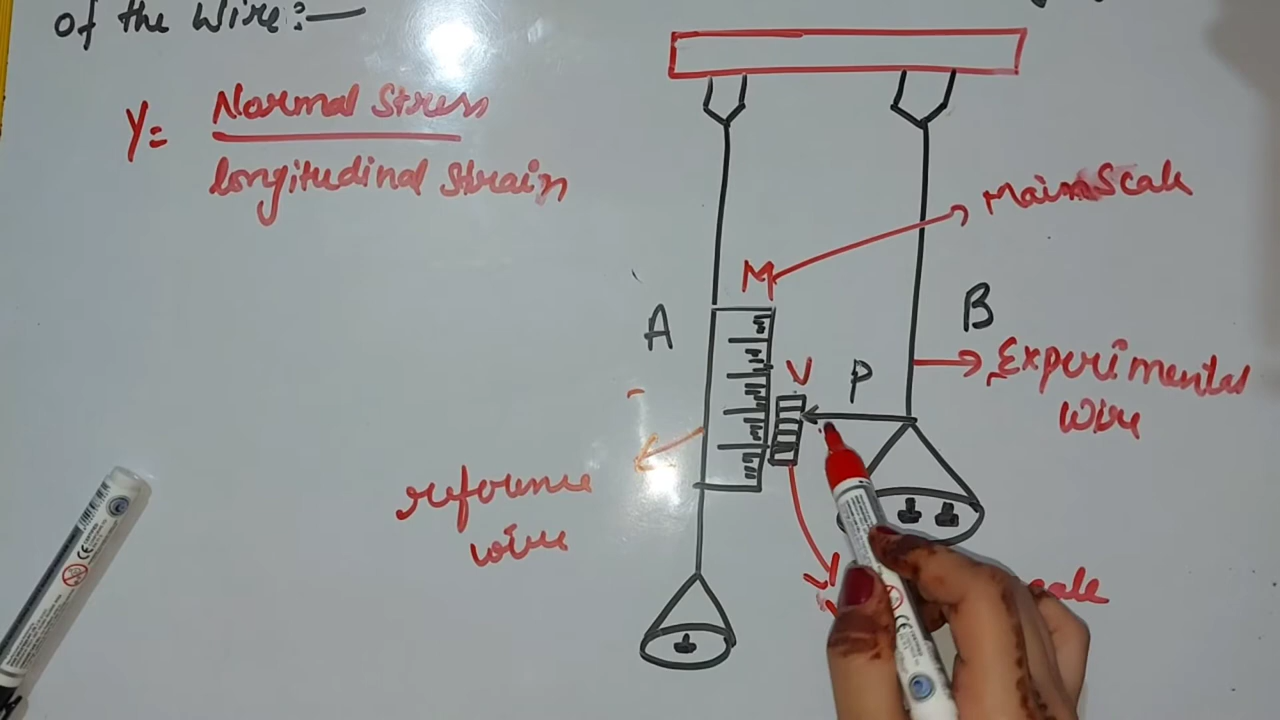 of the Wire:—
Y= Normal Stress
longitudinal Strain
Main Scale
M
A
B
V
P
Experimental
Wire
reference
wire